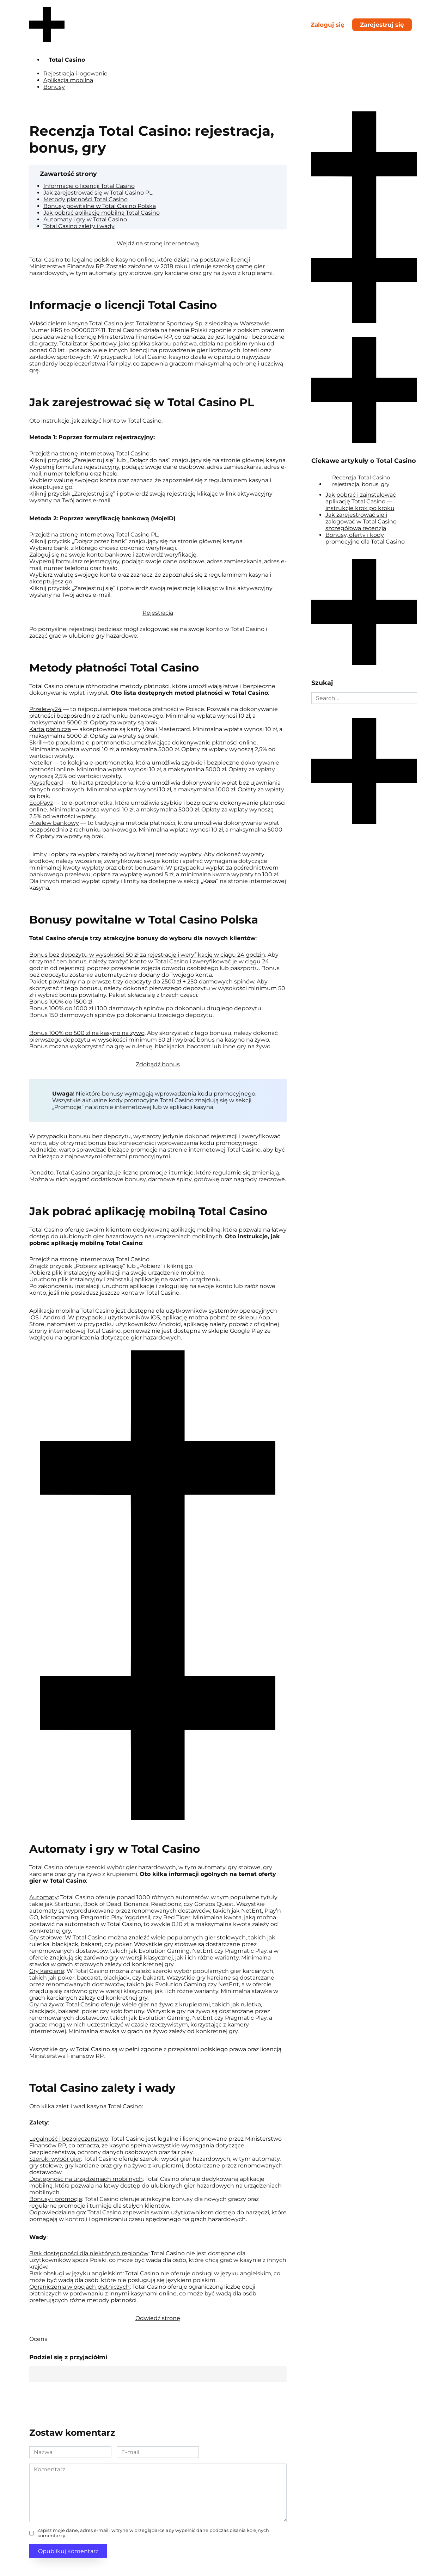 Zaloguj się
Zarejestruj się
Total Casino
Rejestracja i logowanie
Aplikacja mobilna
Bonusy
Recenzja Total Casino: rejestracja,
bonus, gry
Zawartość strony
Informacje o licencji Total Casino
Jak zarejestrować się w Total Casino PL
Metody płatności Total Casino
Bonusy powitalne w Total Casino Polska
Jak pobrać aplikację mobilną Total Casino
Automaty i gry w Total Casino
Total Casino zalety i wady
Wejdź na stronę internetową
Total Casino to legalne polskie kasyno online, które działa na podstawie licencji
Ministerstwa Finansów RP. Zostało założone w 2018 roku i oferuje szeroką gamę gier
hazardowych, w tym automaty, gry stołowe, gry karciane oraz gry na żywo z krupierami.
Informacje o licencji Total Casino
Właścicielem kasyna Total Casino jest Totalizator Sportowy Sp. z siedzibą w Warszawie.
Numer KRS to 0000007411. Total Casino działa na terenie Polski zgodnie z polskim prawem
i posiada ważną licencję Ministerstwa Finansów RP, co oznacza, że jest legalne i bezpieczne
dla graczy. Totalizator Sportowy, jako spółka skarbu państwa, działa na polskim rynku od
ponad 60 lat i posiada wiele innych licencji na prowadzenie gier liczbowych, loterii oraz
zakładów sportowych. W przypadku Total Casino, kasyno działa w oparciu o najwyższe
standardy bezpieczeństwa i fair play, co zapewnia graczom maksymalną ochronę i uczciwą
grę.
Jak zarejestrować się w Total Casino PL
Oto instrukcje, jak założyć konto w Total Casino.
Metoda 1: Poprzez formularz rejestracyjny:
Przejdź na stronę internetową Total Casino.
Kliknij przycisk „Zarejestruj się" lub „Dołącz do nas" znajdujący się na stronie głównej kasyna.
Wypełnij formularz rejestracyjny, podając swoje dane osobowe, adres zamieszkania, adres e-
mail, numer telefonu oraz hasło.
Wybierz walutę swojego konta oraz zaznacz, że zapoznałeś się z regulaminem kasyna i
akceptujesz go.
Kliknij przycisk „Zarejestruj się" i potwierdź swoją rejestrację klikając w link aktywacyjny
wysłany na Twój adres e-mail.
Metoda 2: Poprzez weryfikację bankową (MojeID)
Przejdź na stronę internetową Total Casino PL.
Kliknij przycisk „Dołącz przez swój bank" znajdujący się na stronie głównej kasyna.
Wybierz bank, z którego chcesz dokonać weryfikacji.
Zaloguj się na swoje konto bankowe i zatwierdź weryfikację.
Wypełnij formularz rejestracyjny, podając swoje dane osobowe, adres zamieszkania, adres e-
mail, numer telefonu oraz hasło.
Wybierz walutę swojego konta oraz zaznacz, że zapoznałeś się z regulaminem kasyna i
akceptujesz go.
Kliknij przycisk „Zarejestruj się" i potwierdź swoją rejestrację klikając w link aktywacyjny
wysłany na Twój adres e-mail.
Rejestracja
Po pomyślnej rejestracji będziesz mógł zalogować się na swoje konto w Total Casino i
zacząć grać w ulubione gry hazardowe.
Metody płatności Total Casino
Total Casino oferuje różnorodne metody płatności, które umożliwiają łatwe i bezpieczne
dokonywanie wpłat i wypłat. Oto lista dostępnych metod płatności w Total Casino:
Przelewy24 — to najpopularniejsza metoda płatności w Polsce. Pozwala na dokonywanie
płatności bezpośrednio z rachunku bankowego. Minimalna wpłata wynosi 10 zł, a
maksymalna 5000 zł. Opłaty za wpłaty są brak.
Karta płatnicza — akceptowane są karty Visa i Mastercard. Minimalna wpłata wynosi 10 zł, a
maksymalna 5000 zł. Opłaty za wpłaty są brak.
Skrill—to popularna e-portmonetka umożliwiająca dokonywanie płatności online.
Minimalna wpłata wynosi 10 zł, a maksymalna 5000 zł. Opłaty za wpłaty wynoszą 2,5% od
wartości wpłaty.
Neteller — to kolejna e-portmonetka, która umożliwia szybkie i bezpieczne dokonywanie
płatności online. Minimalna wpłata wynosi 10 zł, a maksymalna 5000 zł. Opłaty za wpłaty
wynoszą 2,5% od wartości wpłaty.
Paysafecard — to karta przedpłacona, która umożliwia dokonywanie wpłat bez ujawniania
danych osobowych. Minimalna wpłata wynosi 10 zł, a maksymalna 1000 zł. Opłaty za wpłaty
są brak.
EcoPayz — to e-portmonetka, która umożliwia szybkie i bezpieczne dokonywanie płatności
online. Minimalna wpłata wynosi 10 zł, a maksymalna 5000 zł. Opłaty za wpłaty wynoszą
2,5% od wartości wpłaty.
Przelew bankowy — to tradycyjna metoda płatności, która umożliwia dokonywanie wpłat
bezpośrednio z rachunku bankowego. Minimalna wpłata wynosi 10 zł, a maksymalna 5000
zł. Opłaty za wpłaty są brak.
Limity i opłaty za wypłaty zależą od wybranej metody wypłaty. Aby dokonać wypłaty
środków, należy wcześniej zweryfikować swoje konto i spełnić wymagania dotyczące
minimalnej kwoty wypłaty oraz obrotu bonusami. W przypadku wypłat za pośrednictwem
bankowego przelewu, opłata za wypłatę wynosi 5 zł, a minimalna kwota wypłaty to 100 zł.
Dla innych metod wypłat opłaty i limity są dostępne w sekcji „Kasa" na stronie internetowej
kasyna.
Bonusy powitalne w Total Casino Polska
Total Casino oferuje trzy atrakcyjne bonusy do wyboru dla nowych klientów:
Bonus bez depozytu w wysokości 50 zł za rejestrację i weryfikację w ciągu 24 godzin. Aby
otrzymać ten bonus, należy założyć konto w Total Casino i zweryfikować je w ciągu 24
godzin od rejestracji poprzez przesłanie zdjęcia dowodu osobistego lub paszportu. Bonus
bez depozytu zostanie automatycznie dodany do Twojego konta.
Pakiet powitalny na pierwsze trzy depozyty do 2500 zł + 250 darmowych spinów. Aby
skorzystać z tego bonusu, należy dokonać pierwszego depozytu w wysokości minimum 50
zł i wybrać bonus powitalny. Pakiet składa się z trzech części:
Bonus 100% do 1500 zł.
Bonus 100% do 1000 zł i 100 darmowych spinów po dokonaniu drugiego depozytu.
Bonus 150 darmowych spinów po dokonaniu trzeciego depozytu.
Bonus 100% do 500 zł na kasyno na żywo. Aby skorzystać z tego bonusu, należy dokonać
pierwszego depozytu w wysokości minimum 50 zł i wybrać bonus na kasyno na żywo.
Bonus można wykorzystać na grę w ruletkę, blackjacka, baccarat lub inne gry na żywo.
Zdobądź bonus
Uwaga! Niektóre bonusy wymagają wprowadzenia kodu promocyjnego.
Wszystkie aktualne kody promocyjne Total Casino znajdują się w sekcji
„Promocje" na stronie internetowej lub w aplikacji kasyna.
W przypadku bonusu bez depozytu, wystarczy jedynie dokonać rejestracji i zweryfikować
konto, aby otrzymać bonus bez konieczności wprowadzania kodu promocyjnego.
Jednakże, warto sprawdzać bieżące promocje na stronie internetowej Total Casino, aby być
na bieżąco z najnowszymi ofertami promocyjnymi.
Ponadto, Total Casino organizuje liczne promocje i turnieje, które regularnie się zmieniają.
Można w nich wygrać dodatkowe bonusy, darmowe spiny, gotówkę oraz nagrody rzeczowe.
Jak pobrać aplikację mobilną Total Casino
Total Casino oferuje swoim klientom dedykowaną aplikację mobilną, która pozwala na łatwy
dostęp do ulubionych gier hazardowych na urządzeniach mobilnych. Oto instrukcje, jak
pobrać aplikację mobilną Total Casino:
Przejdź na stronę internetową Total Casino.
Znajdź przycisk „Pobierz aplikację" lub „Pobierz" i kliknij go.
Pobierz plik instalacyjny aplikacji na swoje urządzenie mobilne.
Uruchom plik instalacyjny i zainstaluj aplikację na swoim urządzeniu.
Po zakończeniu instalacji, uruchom aplikację i zaloguj się na swoje konto lub załóż nowe
konto, jeśli nie posiadasz jeszcze konta w Total Casino.
Aplikacja mobilna Total Casino jest dostępna dla użytkowników systemów operacyjnych
iOS i Android. W przypadku użytkowników iOS, aplikację można pobrać ze sklepu App
Store, natomiast w przypadku użytkowników Android, aplikację należy pobrać z oficjalnej
strony internetowej Total Casino, ponieważ nie jest dostępna w sklepie Google Play ze
względu na ograniczenia dotyczące gier hazardowych.
Automaty i gry w Total Casino
Total Casino oferuje szeroki wybór gier hazardowych, w tym automaty, gry stołowe, gry
karciane oraz gry na żywo z krupierami. Oto kilka informacji ogólnych na temat oferty
gier w Total Casino:
Automaty: Total Casino oferuje ponad 1000 różnych automatów, w tym popularne tytuły
takie jak Starburst, Book of Dead, Bonanza, Reactoonz, czy Gonzos Quest. Wszystkie
automaty są wyprodukowane przez renomowanych dostawców, takich jak NetEnt, Play'n
GO, Microgaming, Pragmatic Play, Yggdrasil, czy Red Tiger. Minimalna kwota, jaką można
postawić na automatach w Total Casino, to zwykle 0,10 zł, a maksymalna kwota zależy od
konkretnej gry.
Gry stołowe: W Total Casino można znaleźć wiele popularnych gier stołowych, takich jak
ruletka, blackjack, bakarat, czy poker. Wszystkie gry stołowe są dostarczane przez
renomowanych dostawców, takich jak Evolution Gaming, NetEnt czy Pragmatic Play, a w
ofercie znajdują się zarówno gry w wersji klasycznej, jak i ich różne warianty. Minimalna
stawka w grach stołowych zależy od konkretnej gry.
Gry karciane: W Total Casino można znaleźć szeroki wybór popularnych gier karcianych,
takich jak poker, baccarat, blackjack, czy bakarat. Wszystkie gry karciane są dostarczane
przez renomowanych dostawców, takich jak Evolution Gaming czy NetEnt, a w ofercie
znajdują się zarówno gry w wersji klasycznej, jak i ich różne warianty. Minimalna stawka w
grach karcianych zależy od konkretnej gry.
Gry na żywo: Total Casino oferuje wiele gier na żywo z krupierami, takich jak ruletka,
blackjack, bakarat, poker czy koło fortuny. Wszystkie gry na żywo są dostarczane przez
renomowanych dostawców, takich jak Evolution Gaming, NetEnt czy Pragmatic Play, a
gracze mogą w nich uczestniczyć w czasie rzeczywistym, korzystając z kamery
internetowej. Minimalna stawka w grach na żywo zależy od konkretnej gry.
Wszystkie gry w Total Casino są w pełni zgodne z przepisami polskiego prawa oraz licencją
Ministerstwa Finansów RP.
Total Casino zalety i wady
Oto kilka zalet i wad kasyna Total Casino:
Zalety:
Legalność i bezpieczeństwo: Total Casino jest legalne i licencjonowane przez Ministerstwo
Finansów RP, co oznacza, że kasyno spełnia wszystkie wymagania dotyczące
bezpieczeństwa, ochrony danych osobowych oraz fair play.
Szeroki wybór gier: Total Casino oferuje szeroki wybór gier hazardowych, w tym automaty,
gry stołowe, gry karciane oraz gry na żywo z krupierami, dostarczane przez renomowanych
dostawców.
Dostępność na urządzeniach mobilnych: Total Casino oferuje dedykowaną aplikację
mobilną, która pozwala na łatwy dostęp do ulubionych gier hazardowych na urządzeniach
mobilnych.
Bonusy i promocje: Total Casino oferuje atrakcyjne bonusy dla nowych graczy oraz
regularne promocje i turnieje dla stałych klientów.
Odpowiedzialna gra: Total Casino zapewnia swoim użytkownikom dostęp do narzędzi, które
pomagają w kontroli i ograniczaniu czasu spędzanego na grach hazardowych.
Wady:
Brak dostępności dla niektórych regionów: Total Casino nie jest dostępne dla
użytkowników spoza Polski, co może być wadą dla osób, które chcą grać w kasynie z innych
krajów.
Brak obsługi w języku angielskim: Total Casino nie oferuje obsługi w języku angielskim, co
może być wadą dla osób, które nie posługują się językiem polskim.
Ograniczenia w opcjach płatniczych: Total Casino oferuje ograniczoną liczbę opcji
płatniczych w porównaniu z innymi kasynami online, co może być wadą dla osób
preferujących różne metody płatności.
Odwiedź stronę
Ocena
Podziel się z przyjaciółmi
Zostaw komentarz
Nazwa
E-mail
Komentarz
Zapisz moje dane, adres e-mail i witrynę w przeglądarce aby wypełnić dane podczas pisania kolejnych
komentarzy.
Opublikuj komentarz
Ciekawe artykuły o Total Casino
Recenzja Total Casino:
rejestracja, bonus, gry
Jak pobrać i zainstalować
aplikację Total Casino —
instrukcje krok po kroku
Jak zarejestrować się i
zalogować w Total Casino —
szczegółowa recenzja
Bonusy, oferty i kody
promocyjne dla Total Casino
Szukaj
Search...